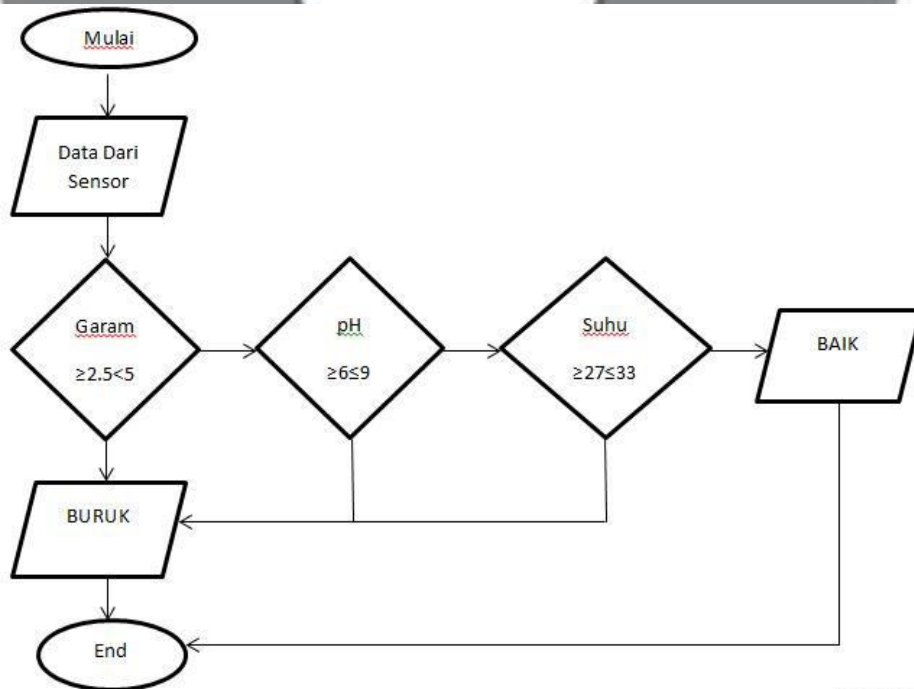 Mulai
Data Dari
Sensor
Garam
≥2.5<5
pH
≥6≤9
Suhu
≥27≤33
BAIK
BURUK
End